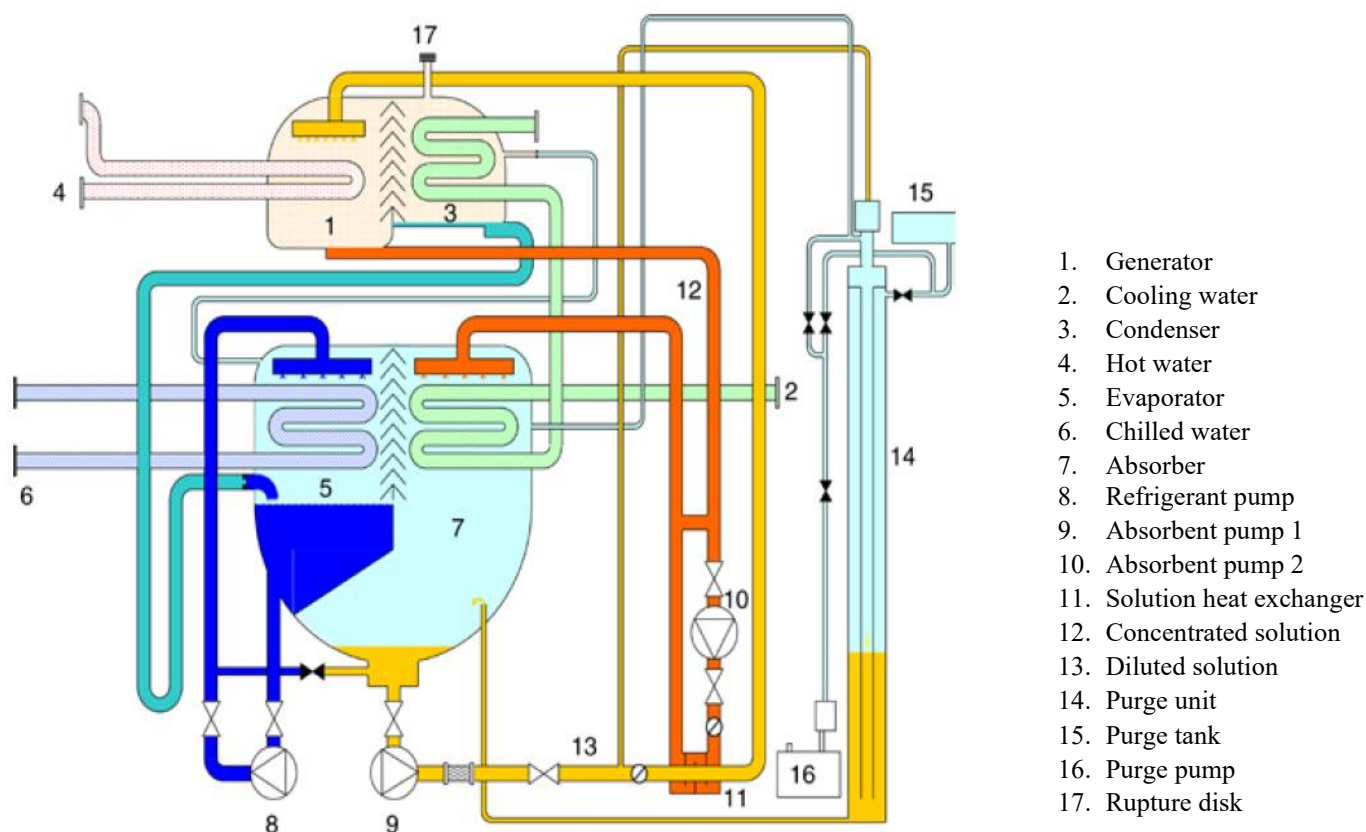 17
4
15
1
3
12
2
5
6
7
14
10
13
16
11
8
9
1. Generator
2. Cooling water
3. Condenser
4. Hot water
5. Evaporator
6. Chilled water
7. Absorber
8. Refrigerant pump
9. Absorbent pump 1
10. Absorbent pump 2
11. Solution heat exchanger
12. Concentrated solution
13. Diluted solution
14. Purge unit
15. Purge tank
16. Purge pump
17. Rupture disk